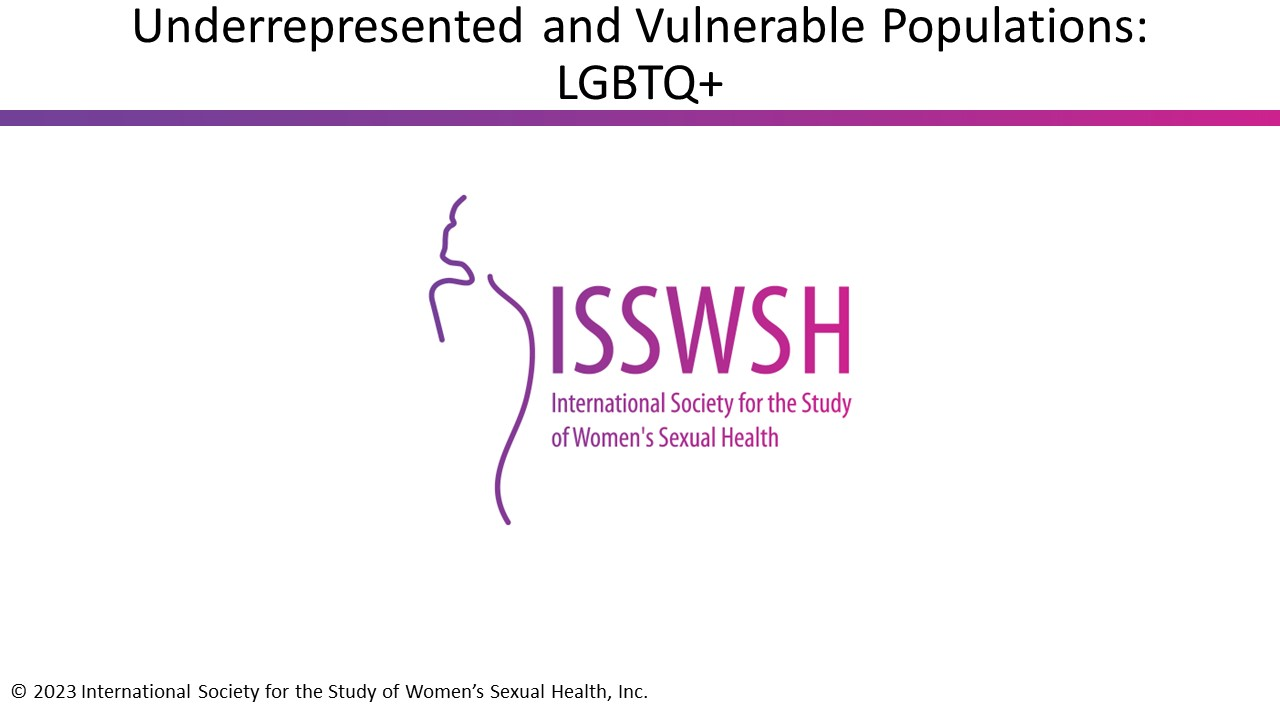 Underrepresented and Vulnerable Populations:
LGBTQ+
ISSWSH
International Society for the Study
of Women's Sexual Health
© 2023 International Society for the Study of Women’s Sexual Health, Inc.